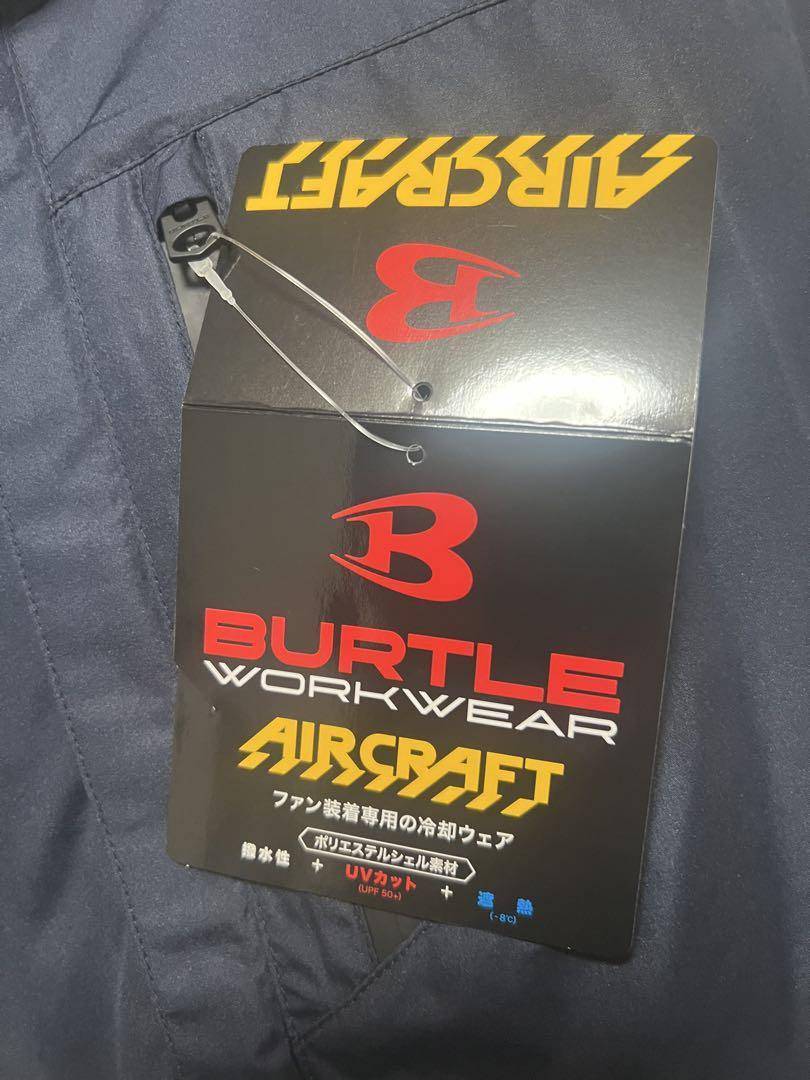 AIRCRAFT
B
B
BURTLE
WORKWEAR
AIRCRAFT
ファン装着専用の冷却ウェア
ポリエステルシェル素材
撥水性 + UVカット + 遮熱
(UPF 50+) (-8℃)